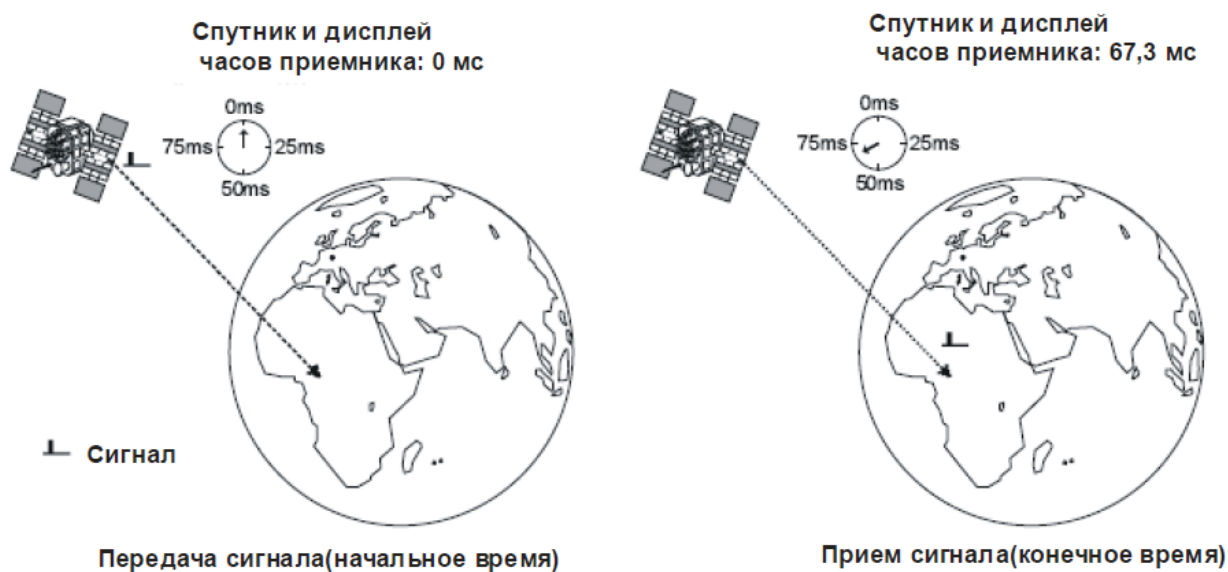 Спутник и дисплей
часов приемника: 0 мс
0ms
75ms
25ms
50ms
Сигнал
Передача сигнала(начальное время)
Спутник и дисплей
часов приемника: 67,3 мс
0ms
75ms
25ms
50ms
Прием сигнала(конечное время)